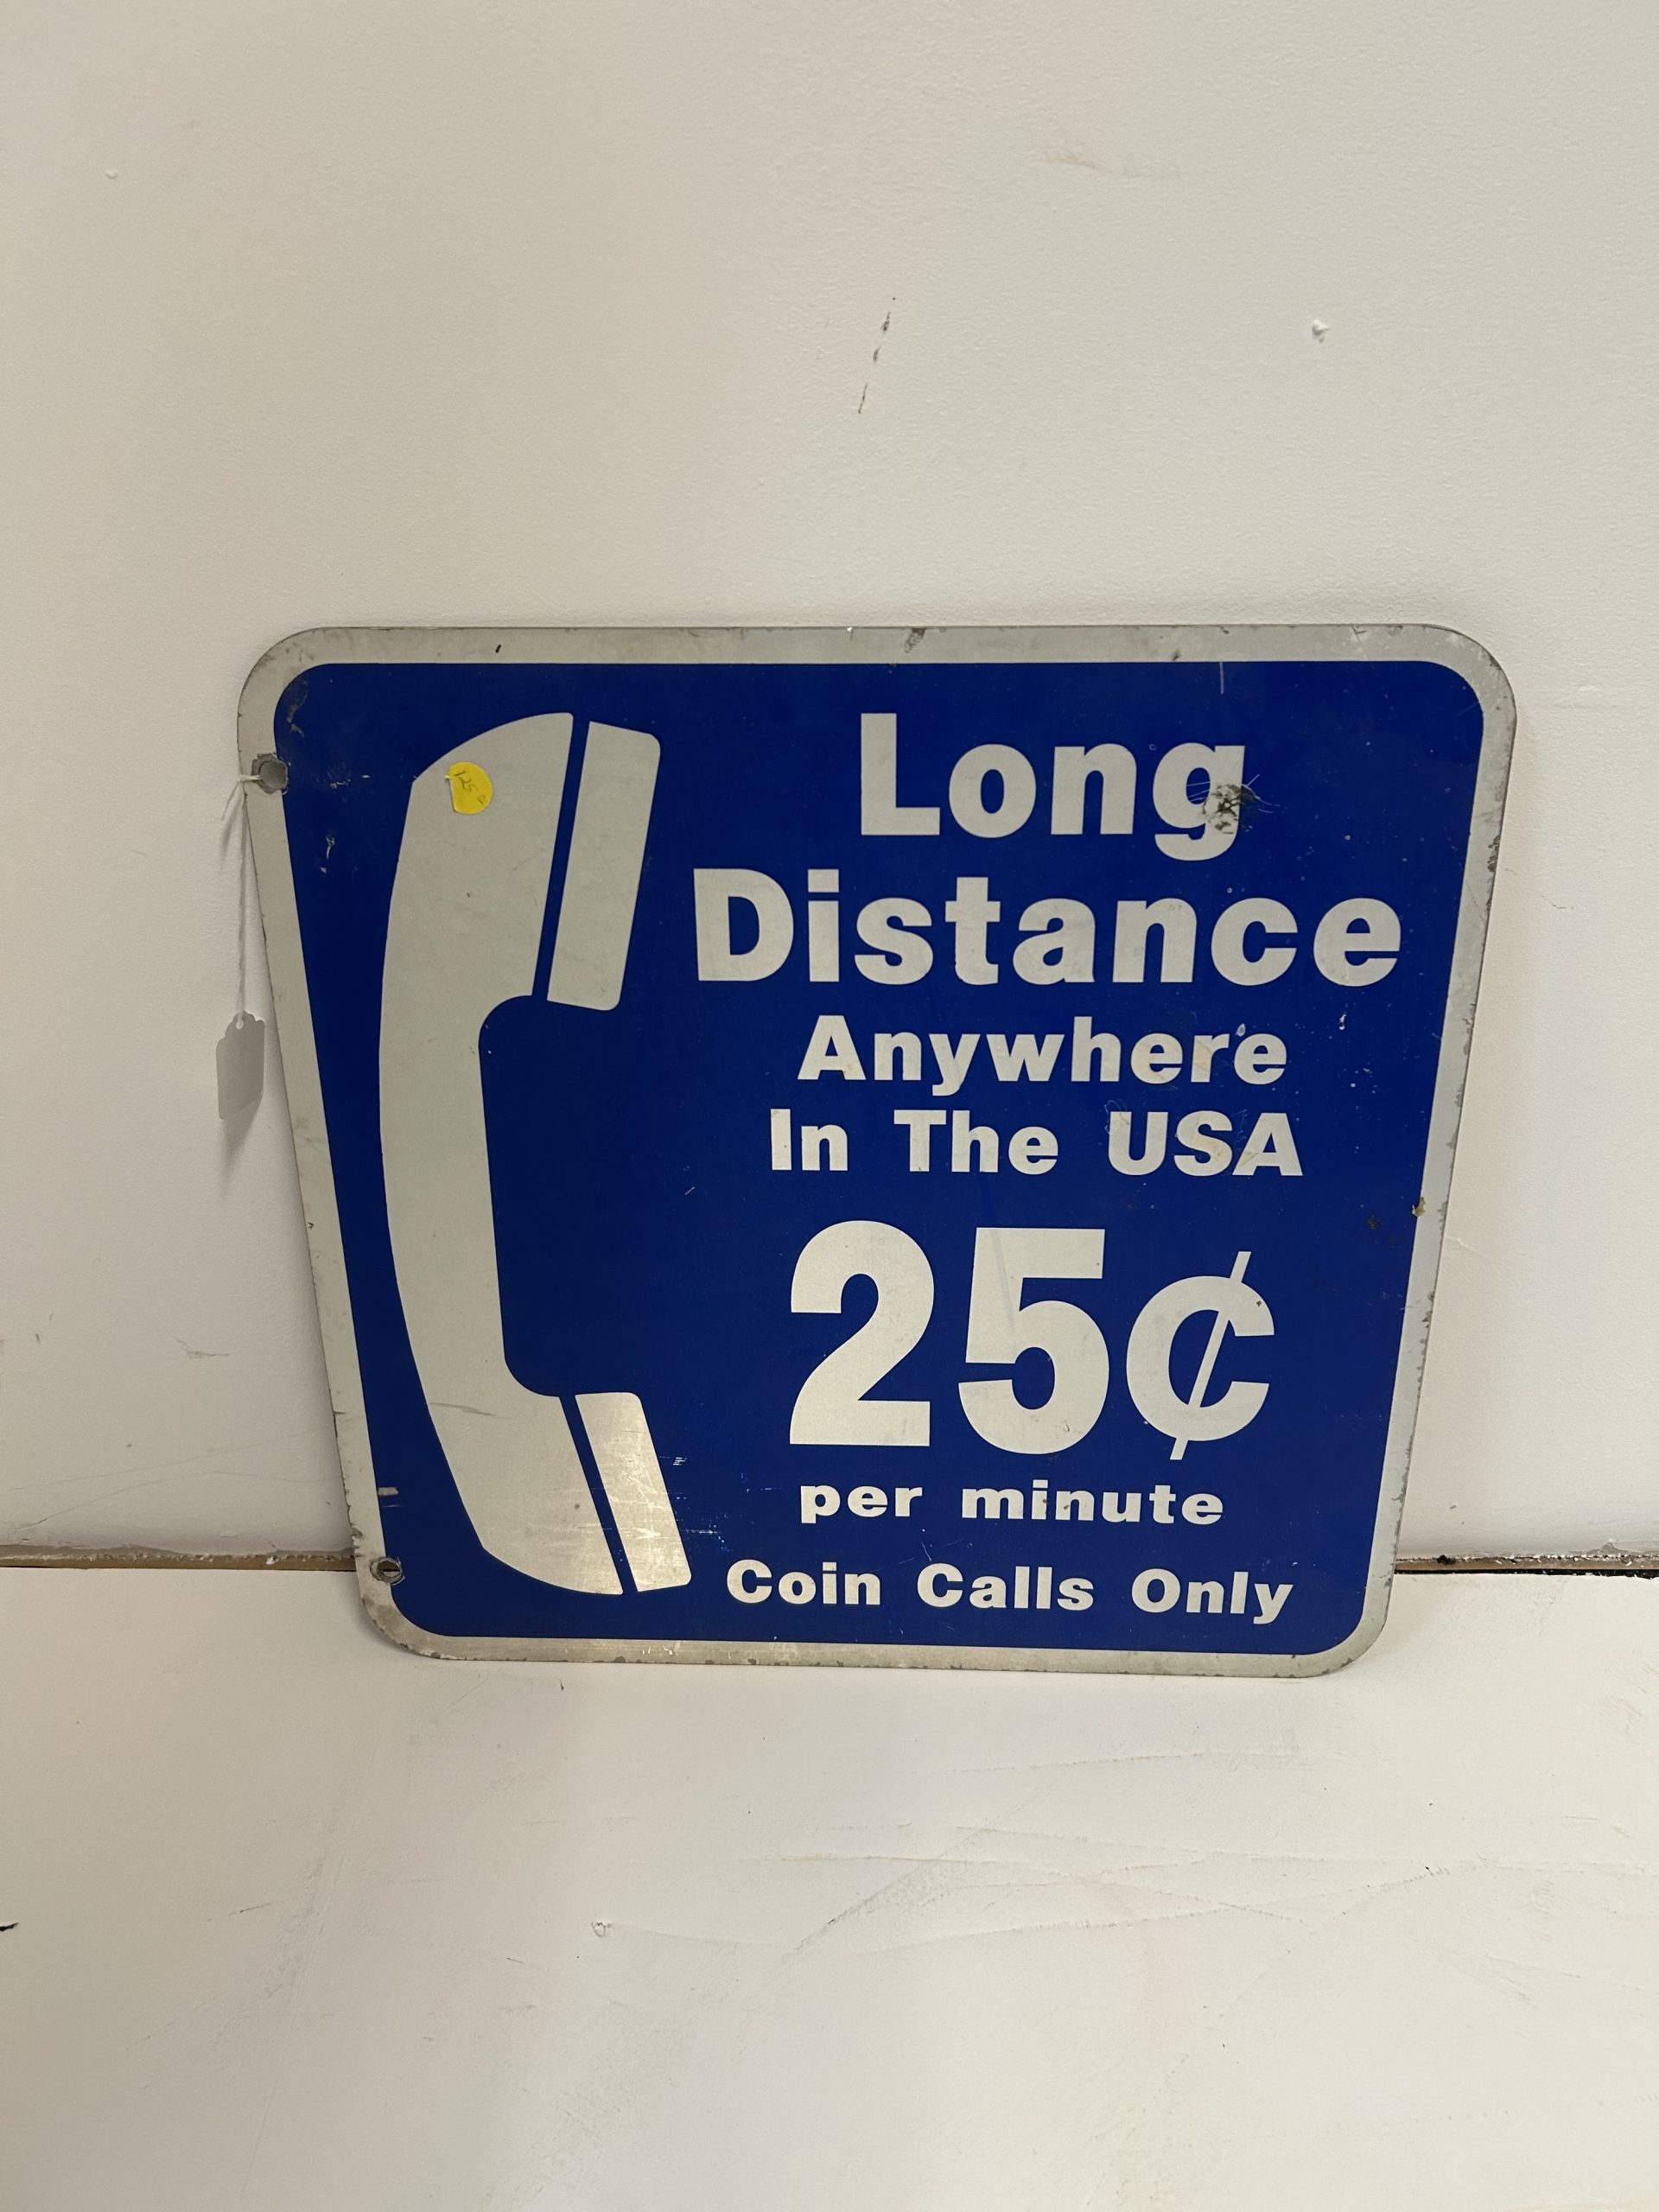 Long
Distance
Anywhere
In The USA
25¢
per minute
Coin Calls Only